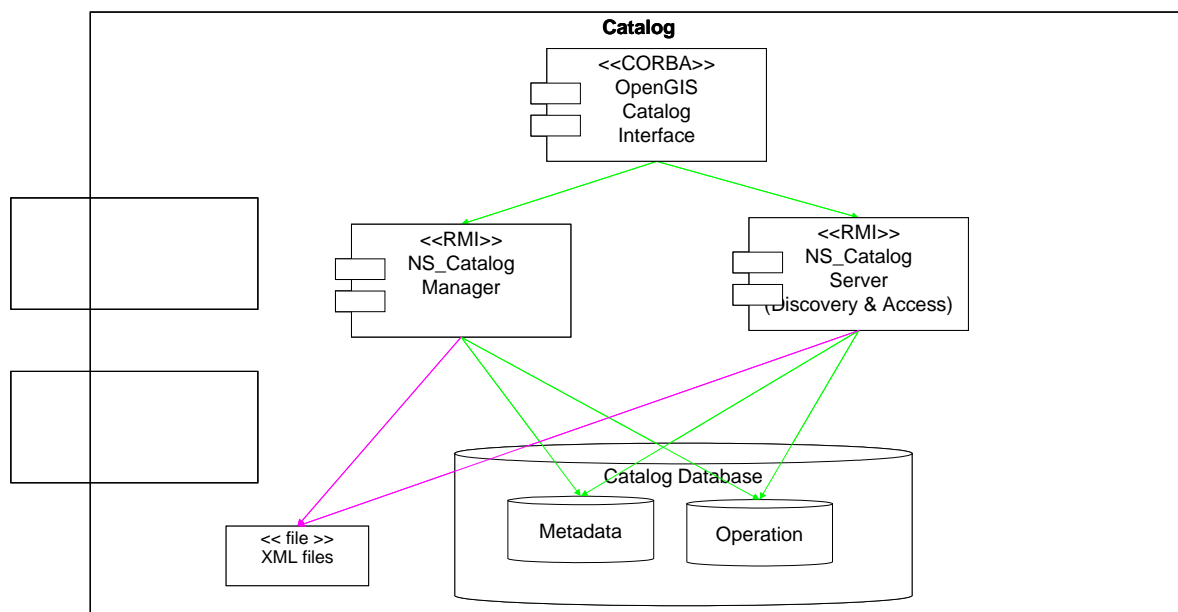 Catalog
<<CORBA>>
OpenGIS
Catalog
Interface
<<RMI>>
NS_Catalog
Manager
<<RMI>>
NS_Catalog
Server
(Discovery & Access)
Catalog Database
Metadata
Operation
<< file >>
XML files